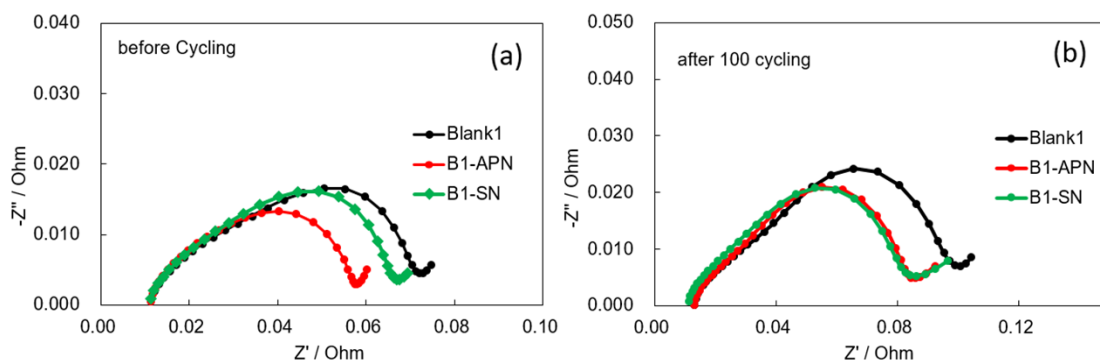 before Cycling
(a)
0.040
0.030
0.020
0.010
0.000
-Z" / Ohm
Blank1
B1-APN
B1-SN
0.00
0.02
0.04
0.06
0.08
0.10
Z' / Ohm
after 100 cycling
(b)
0.050
0.040
0.030
0.020
0.010
0.000
-Z" / Ohm
Blank1
B1-APN
B1-SN
0.00
0.04
0.08
0.12
Z' / Ohm